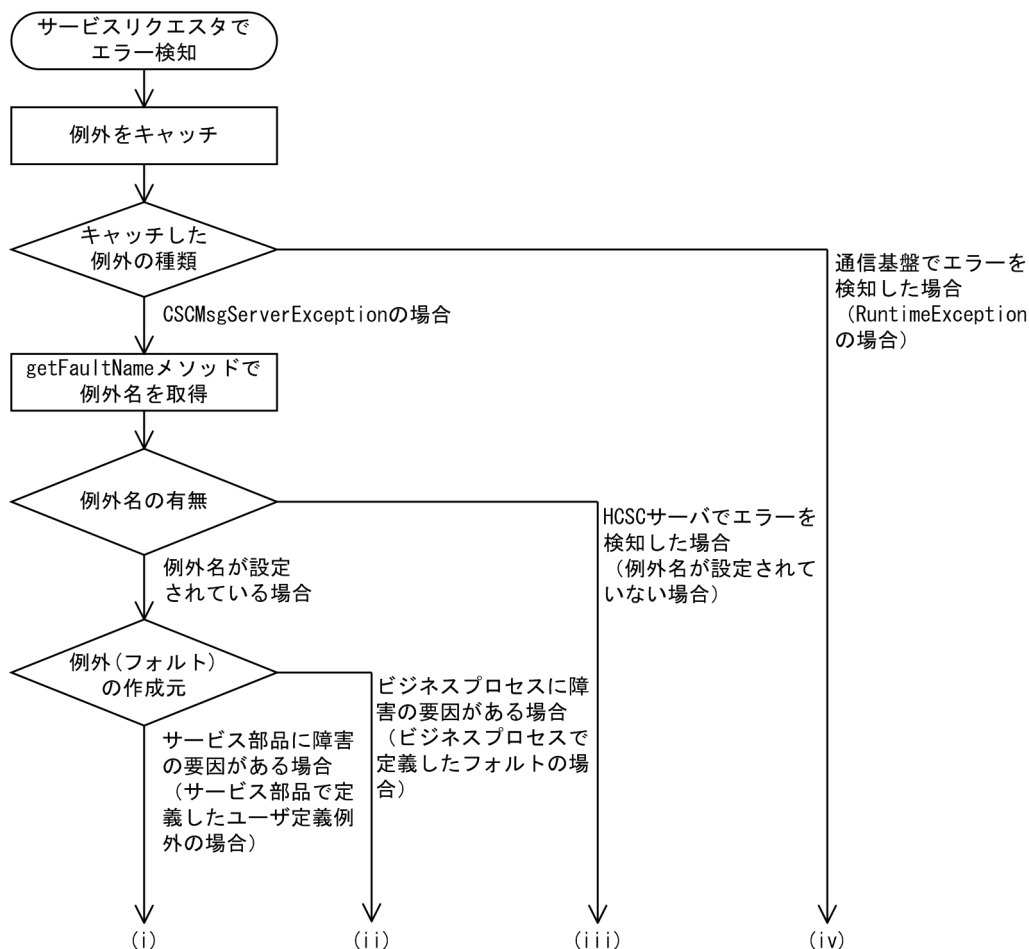 サービスリクエスタで
エラー検知
例外をキャッチ
キャッチした
例外の種類
通信基盤でエラーを
検知した場合
（RuntimeException
の場合）
CSCMsgServerExceptionの場合
getFaultNameメソッドで
例外名を取得
例外名の有無
HCSCサーバでエラーを
検知した場合
（例外名が設定されて
いない場合）
例外名が設定
されている場合
例外(フォルト)
の作成元
ビジネスプロセスに障
害の要因がある場合
（ビジネスプロセスで
定義したフォルトの場
合）
サービス部品に障害
の要因がある場合
（サービス部品で定
義したユーザ定義例
外の場合）
(i)
(ii)
(iii)
(iv)